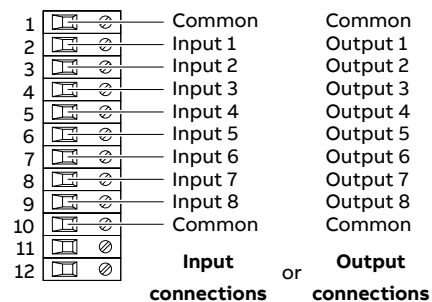 1 Common Common
2 Input 1 Output 1
3 Input 2 Output 2
4 Input 3 Output 3
5 Input 4 Output 4
6 Input 5 Output 5
7 Input 6 Output 6
8 Input 7 Output 7
9 Input 8 Output 8
10 Common Common
11
12
Input or Output
connections connections